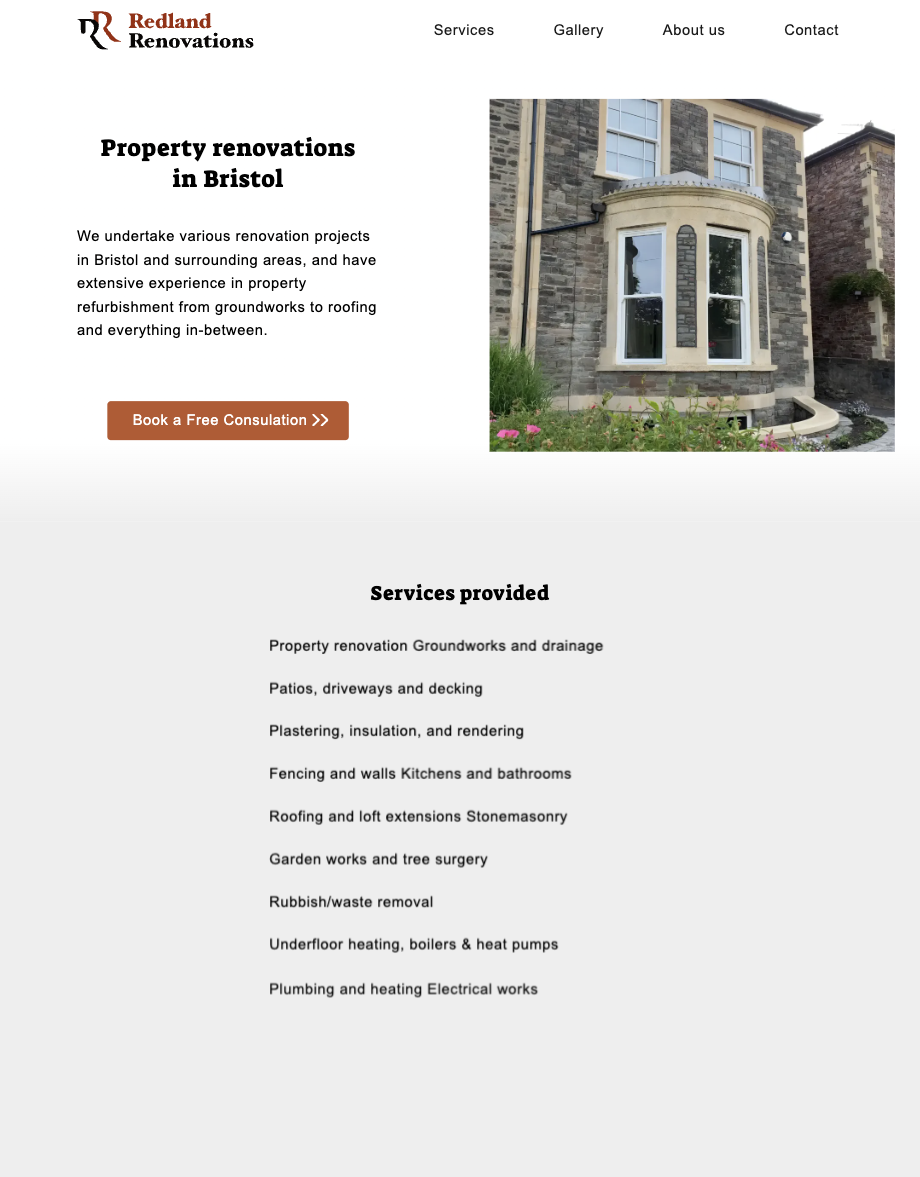 Redland
Renovations
Services
Gallery
About us
Contact
Property renovations
in Bristol
We undertake various renovation projects
in Bristol and surrounding areas, and have
extensive experience in property
refurbishment from groundworks to roofing
and everything in-between.
Book a Free Consulation
Services provided
Property renovation Groundworks and drainage
Patios, driveways and decking
Plastering, insulation, and rendering
Fencing and walls Kitchens and bathrooms
Roofing and loft extensions Stonemasonry
Garden works and tree surgery
Rubbish/waste removal
Underfloor heating, boilers & heat pumps
Plumbing and heating Electrical works